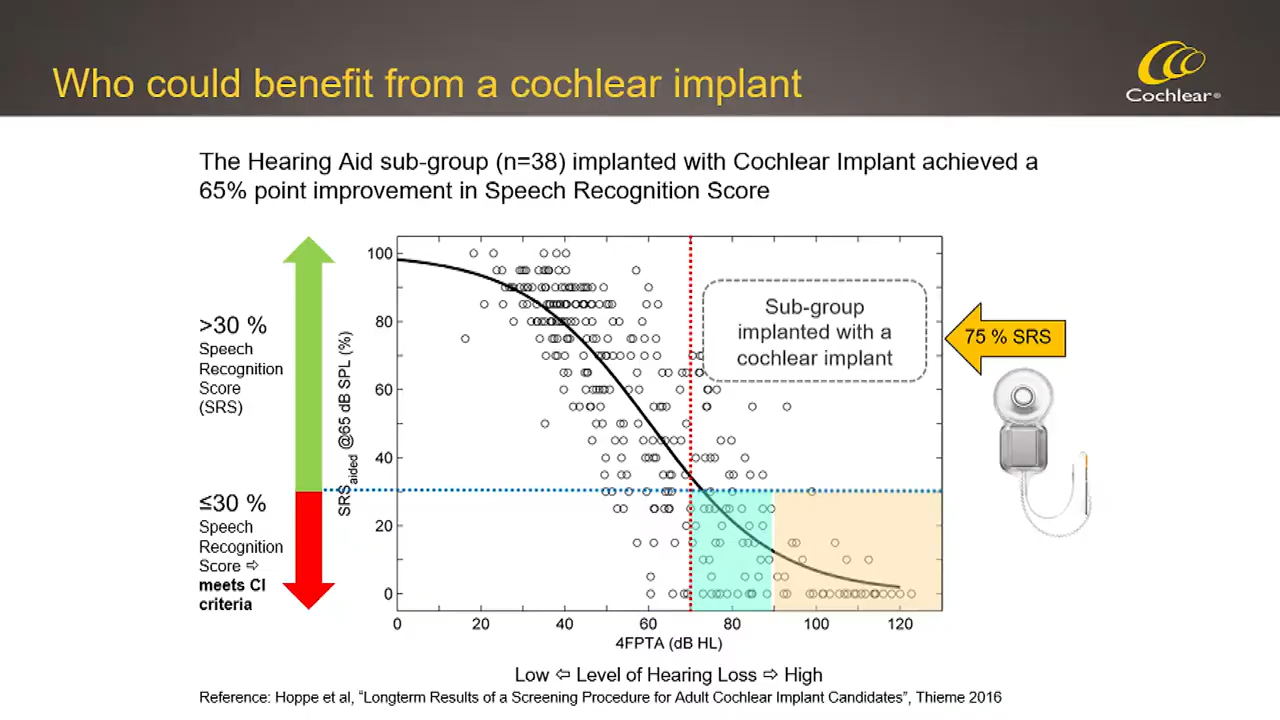 Who could benefit from a cochlear implant
Cochlear®
The Hearing Aid sub-group (n=38) implanted with Cochlear Implant achieved a
65% point improvement in Speech Recognition Score
>30 %
Speech
Recognition
Score
(SRS)
≤30 %
Speech
Recognition
Score ⇨
meets CI
criteria
SRSaided @65 dB SPL (%)
100
80
60
40
20
0
Sub-group
implanted with a
cochlear implant
75 % SRS
0 20 40 60 80 100 120
4FPTA (dB HL)
Low ⇦ Level of Hearing Loss ⇨ High
Reference: Hoppe et al, “Longterm Results of a Screening Procedure for Adult Cochlear Implant Candidates”, Thieme 2016